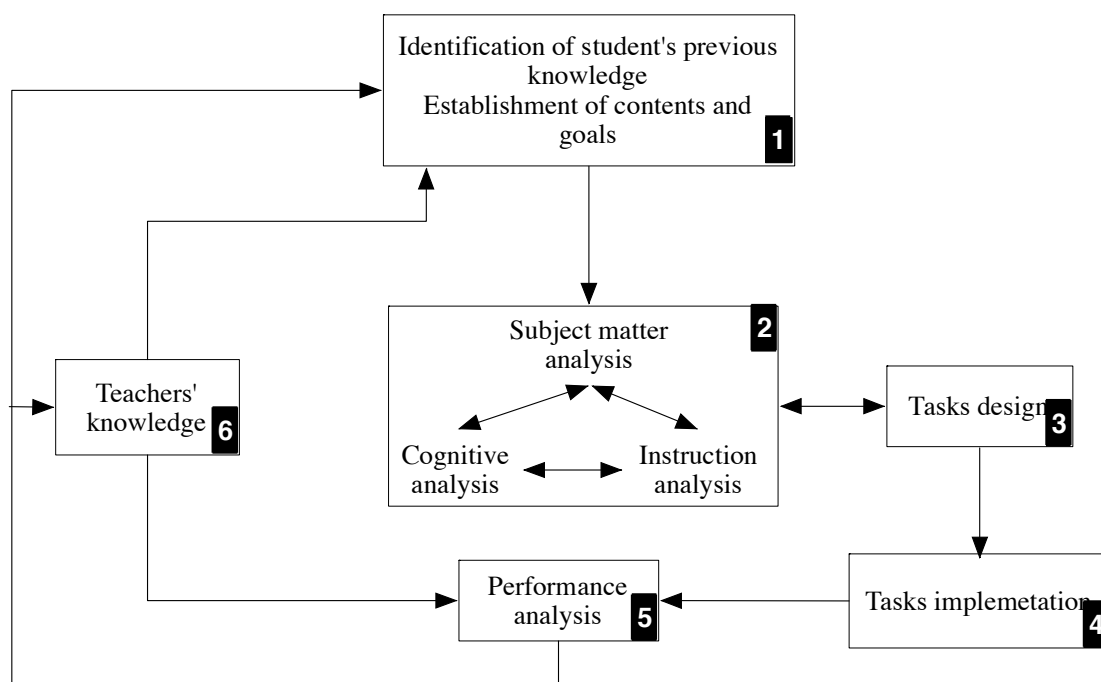 Identification of student's previous
knowledge
Establishment of contents and
goals
1
Subject matter
analysis
2
Cognitive
analysis
Instruction
analysis
Tasks design
3
Teachers'
knowledge
6
Performance
analysis
5
Tasks implemetation
4